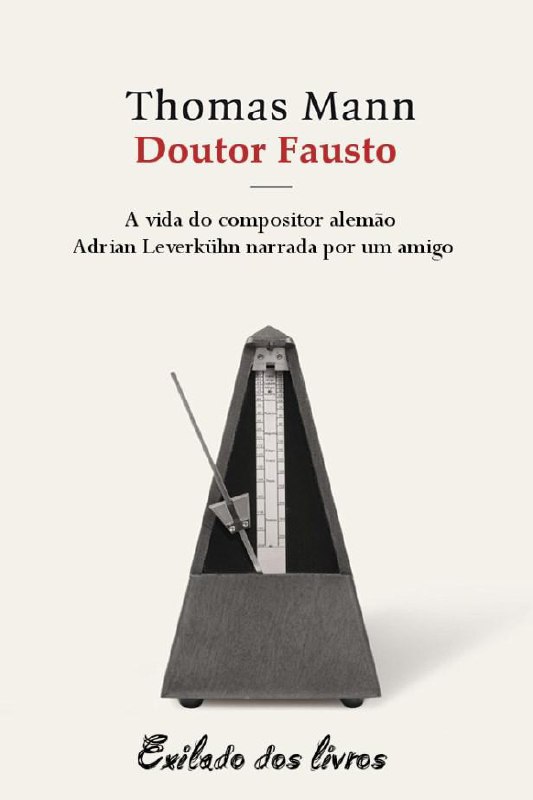 Thomas Mann
Doutor Fausto
A vida do compositor alemão
Adrian Leverkühn narrada por um amigo
Exilado dos livros